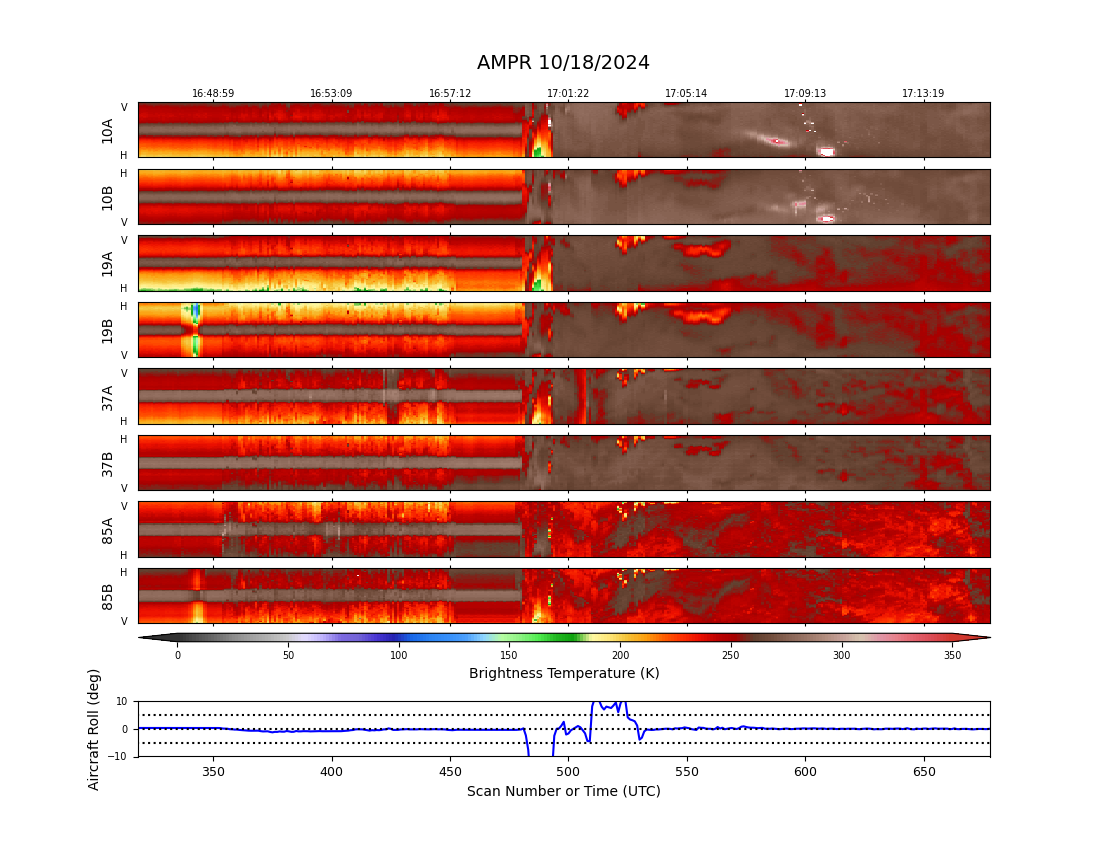 AMPR 10/18/2024
16:48:59 16:53:09 16:57:12 17:01:22 17:05:14 17:09:13 17:13:19
V
10A
H
H
10B
V
V
19A
H
H
19B
V
V
37A
H
H
37B
V
V
85A
H
H
85B
V
0 50 100 150 200 250 300 350
Brightness Temperature (K)
Aircraft Roll (deg)
10
0
−10
350 400 450 500 550 600 650
Scan Number or Time (UTC)